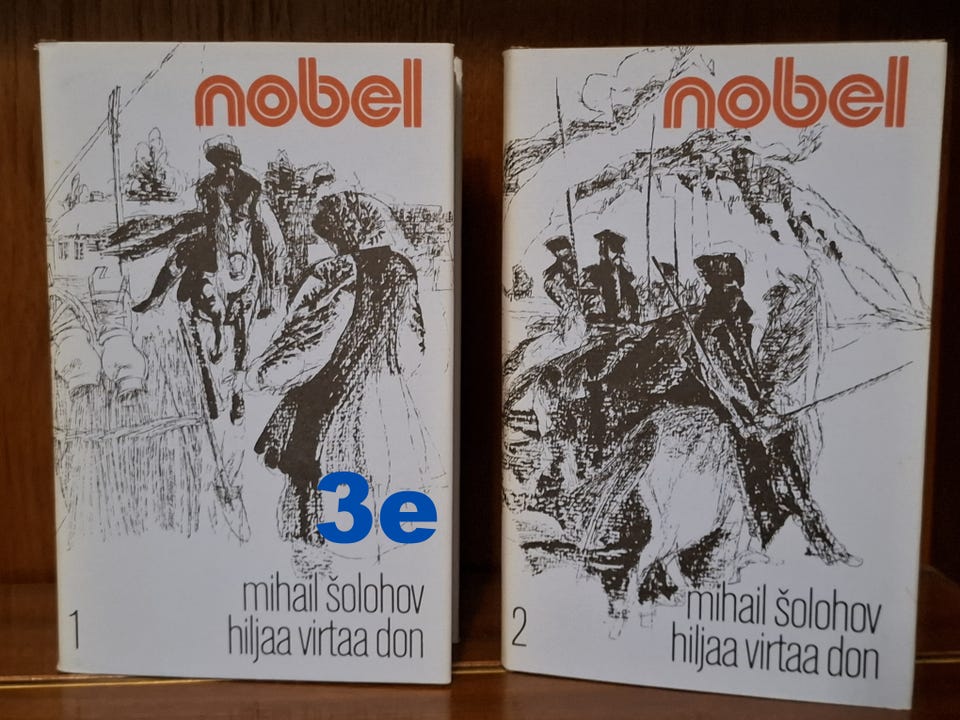 nobel
3e
mihail šolohov
hiljaa virtaa don
1
nobel
mihail šolohov
hiljaa virtaa don
2